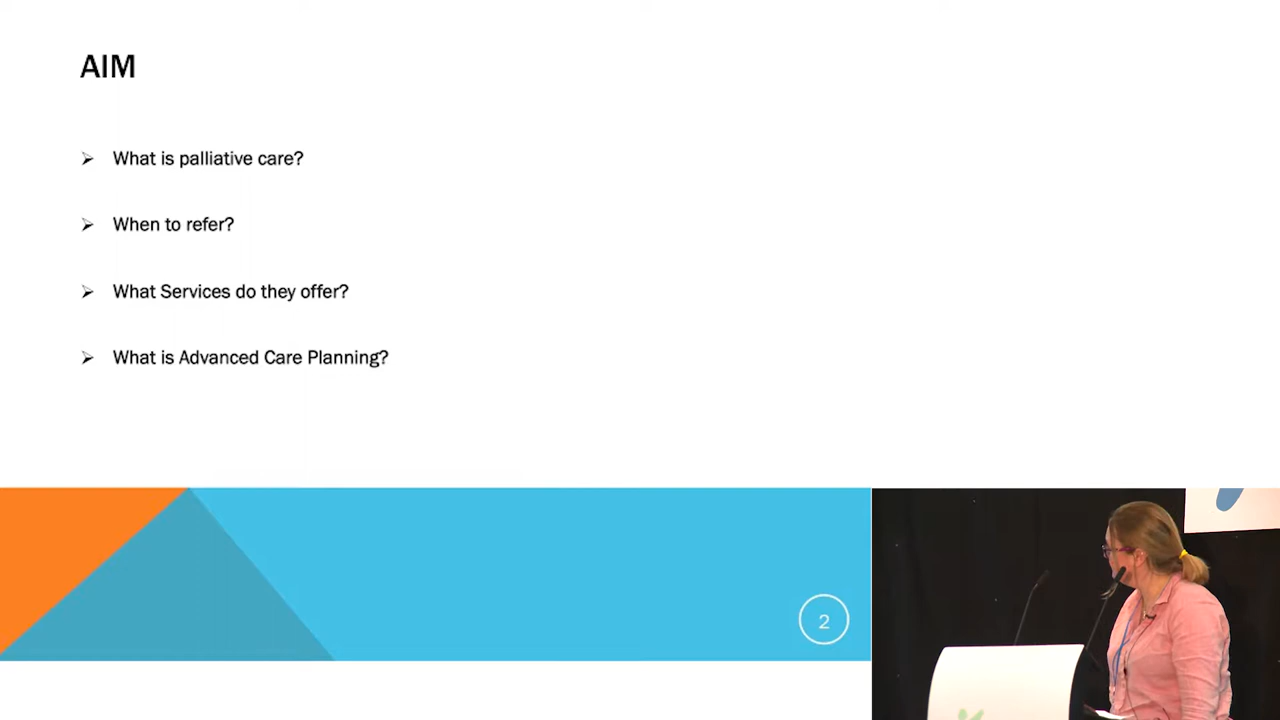 AIM
What is palliative care?
When to refer?
What Services do they offer?
What is Advanced Care Planning?
2